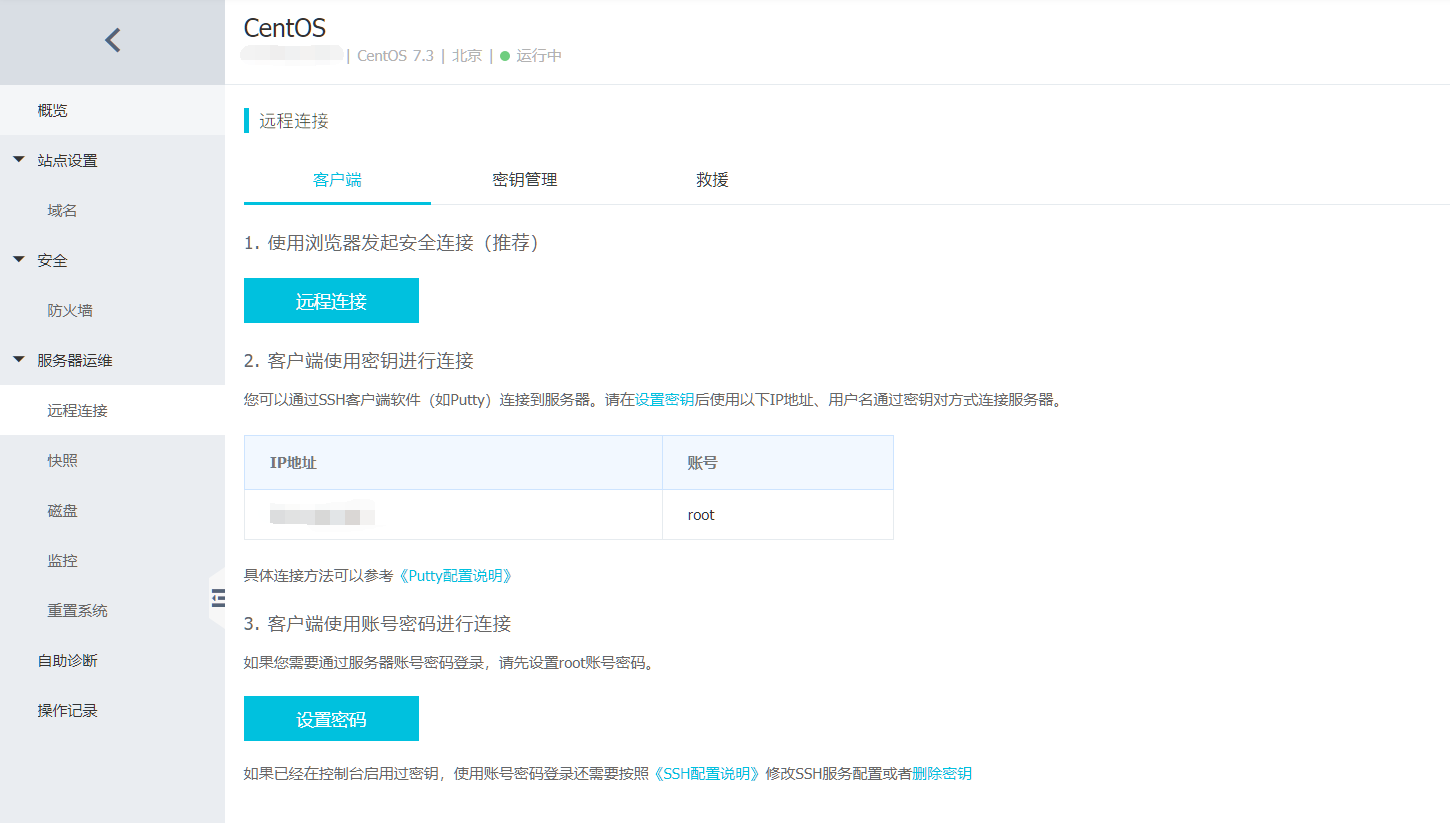 CentOS
| CentOS 7.3 | 北京 | 运行中
概览
站点设置
域名
安全
防火墙
服务器运维
远程连接
快照
磁盘
监控
重置系统
自助诊断
操作记录
远程连接
客户端 密钥管理 救援
1. 使用浏览器发起安全连接（推荐）
远程连接
2. 客户端使用密钥进行连接
您可以通过SSH客户端软件（如Putty）连接到服务器。请在设置密钥后使用以下IP地址、用户名通过密钥对方式连接服务器。
IP地址 账号
root
具体连接方法可以参考《Putty配置说明》
3. 客户端使用账号密码进行连接
如果您需要通过服务器账号密码登录，请先设置root账号密码。
设置密码
如果已经在控制台启用过密钥，使用账号密码登录还需要按照《SSH配置说明》修改SSH服务配置或者删除密钥